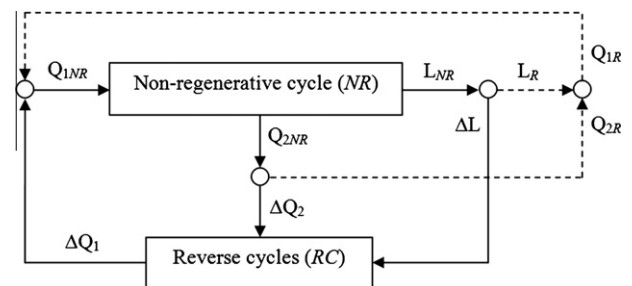 Q1NR
Non-regenerative cycle (NR)
LNR
LR
Q1R
ΔL
Q2R
Q2NR
ΔQ2
ΔQ1
Reverse cycles (RC)